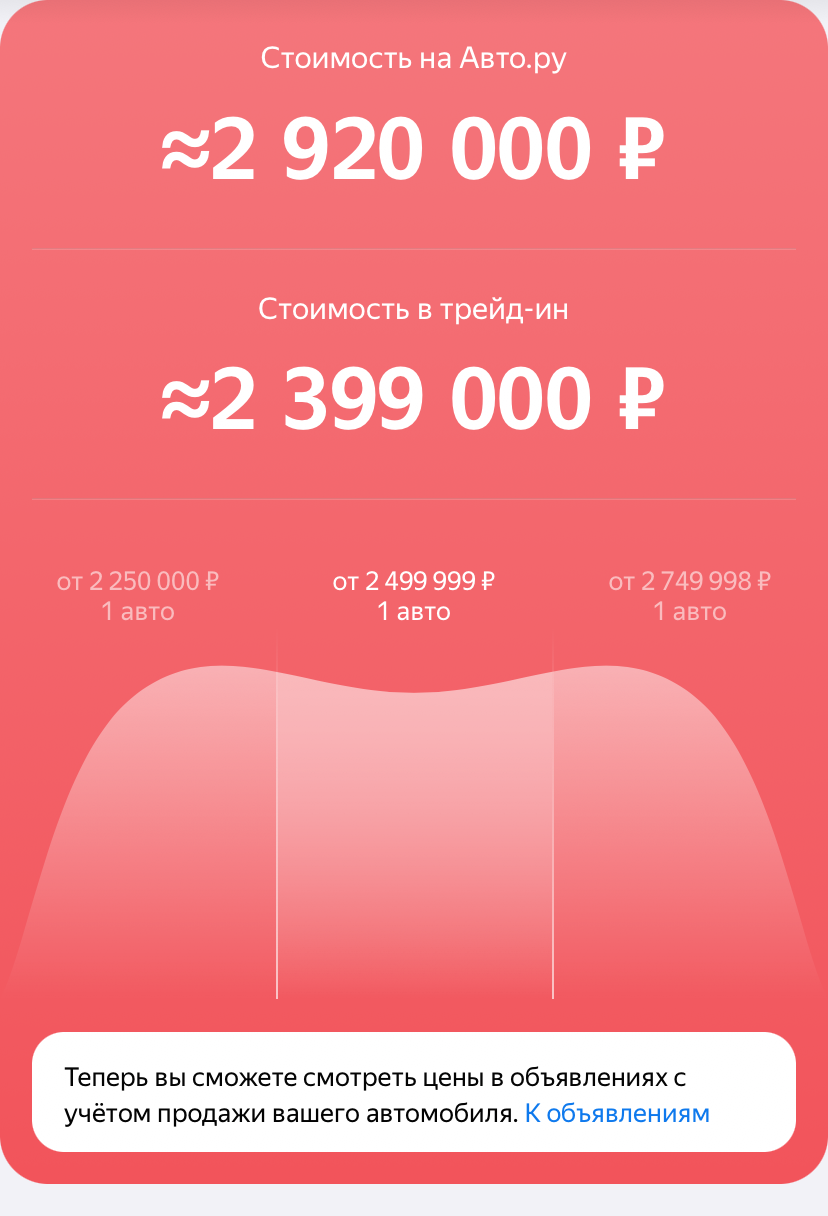 Стоимость на Авто.ру
≈2 920 000 ₽
Стоимость в трейд-ин
≈2 399 000 ₽
от 2 250 000 ₽
1 авто
от 2 499 999 ₽
1 авто
от 2 749 998 ₽
1 авто
Теперь вы сможете смотреть цены в объявлениях с
учётом продажи вашего автомобиля. К объявлениям